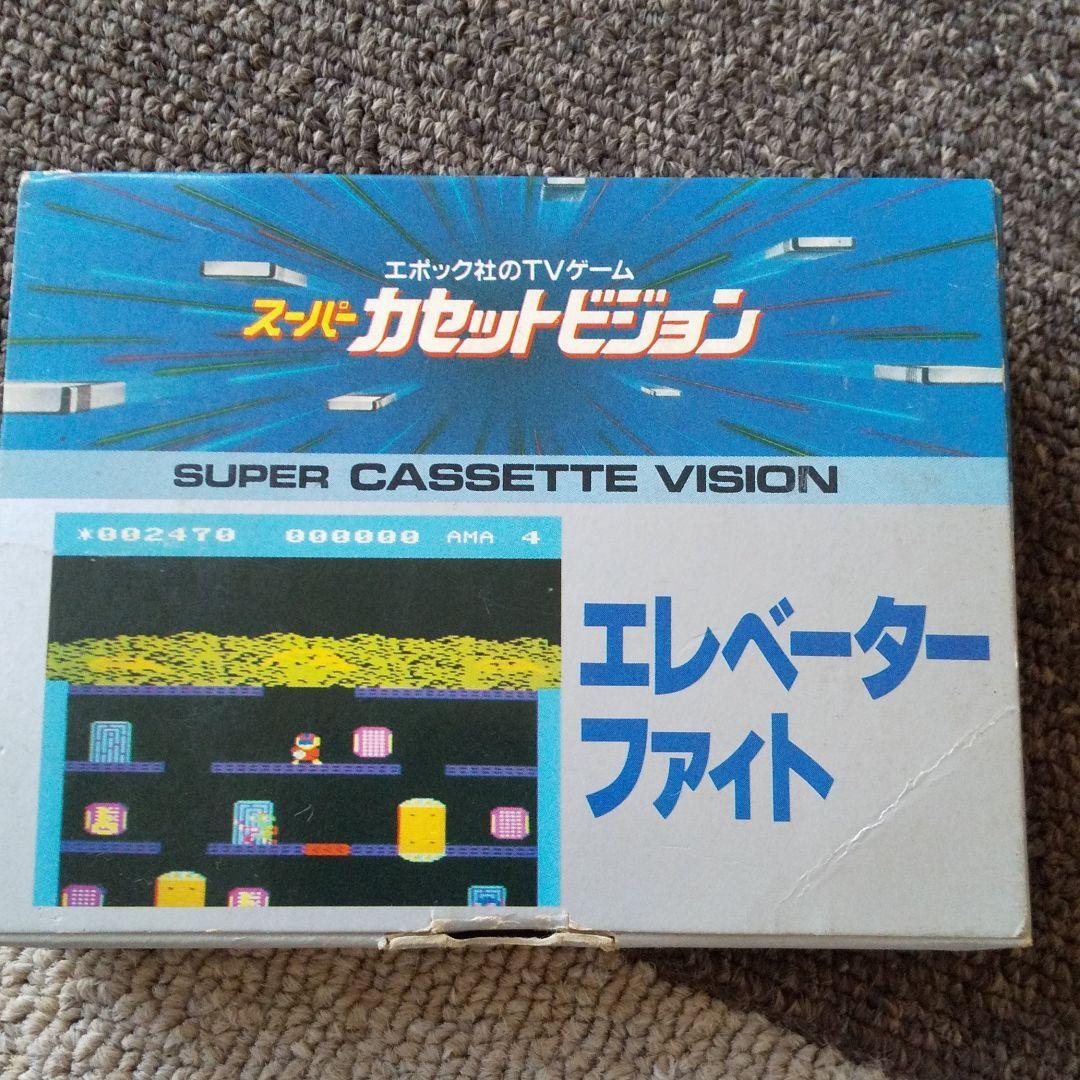 エポック社のTVゲーム
スーパー カセットビジョン
SUPER CASSETTE VISION
*002470 000000 AMA 4
エレベーター
ファイト